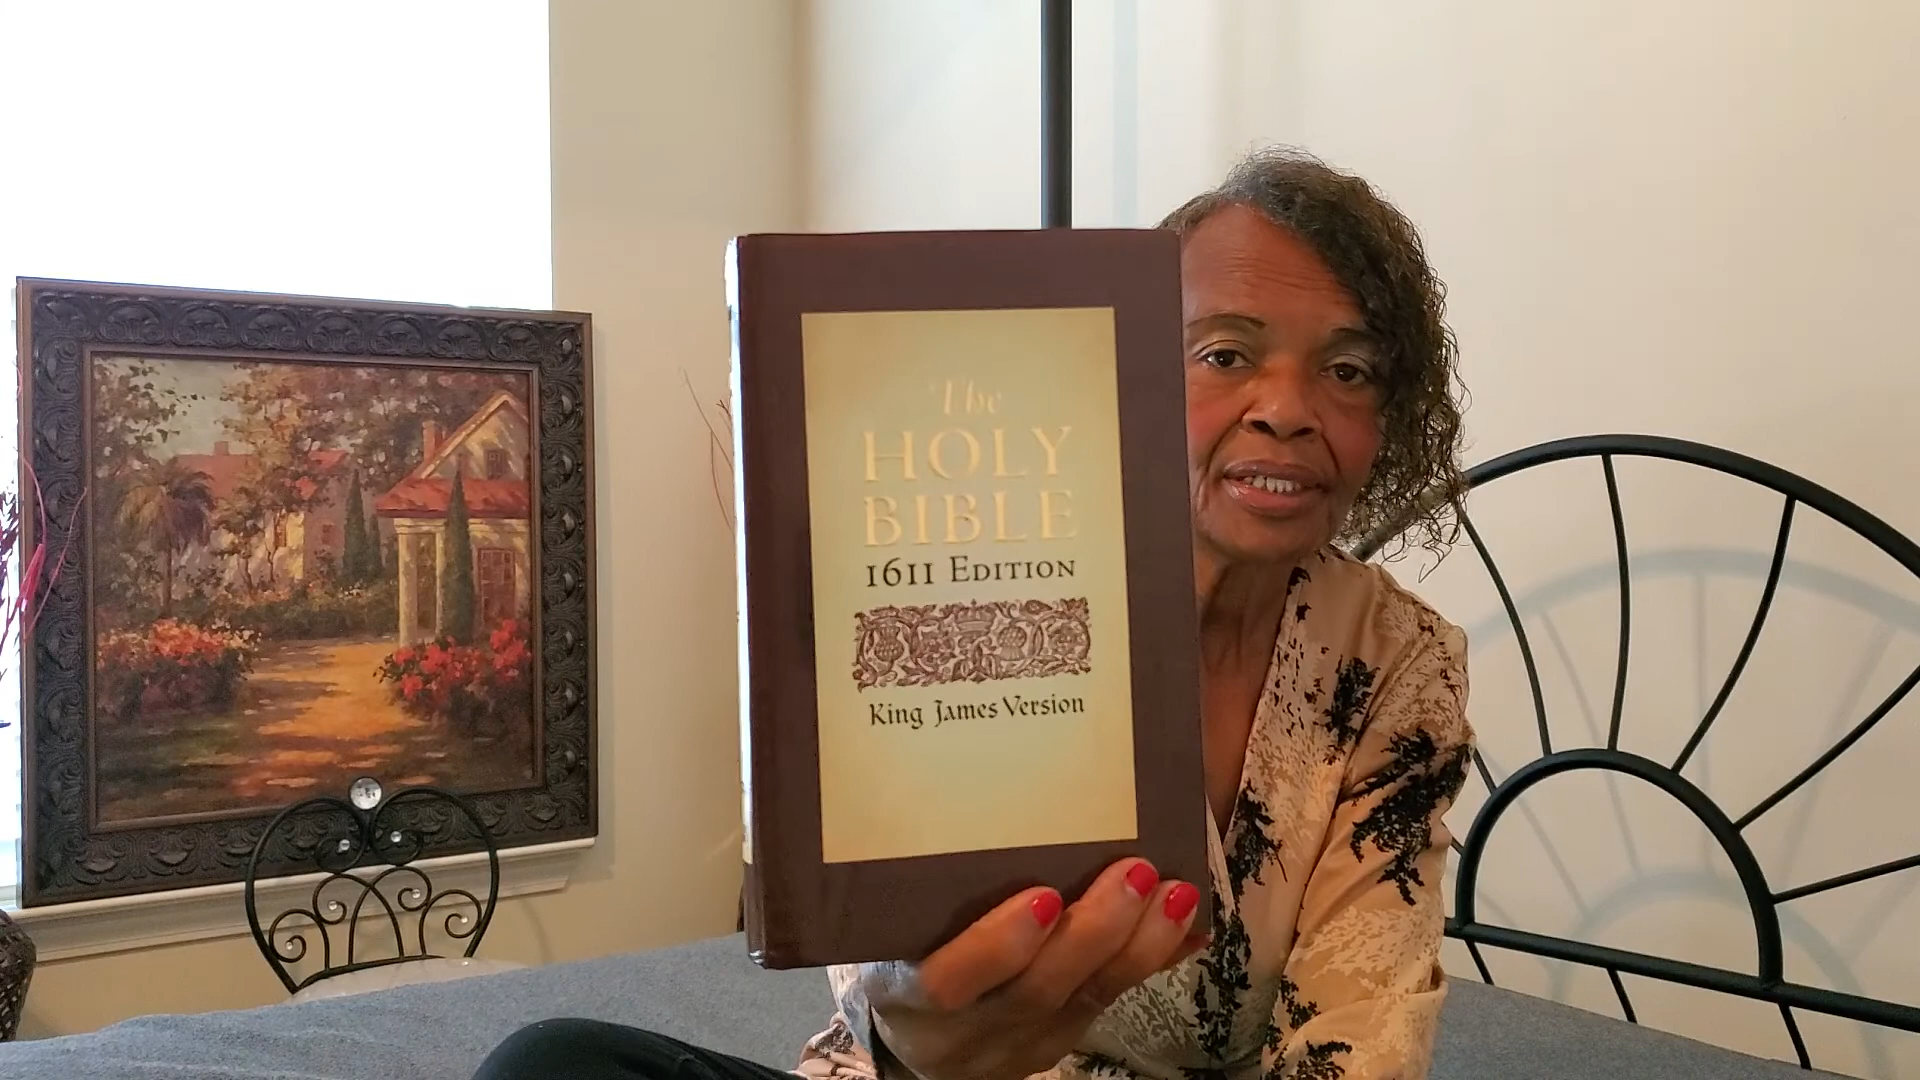 The
HOLY
BIBLE
1611 EDITION
King James Version